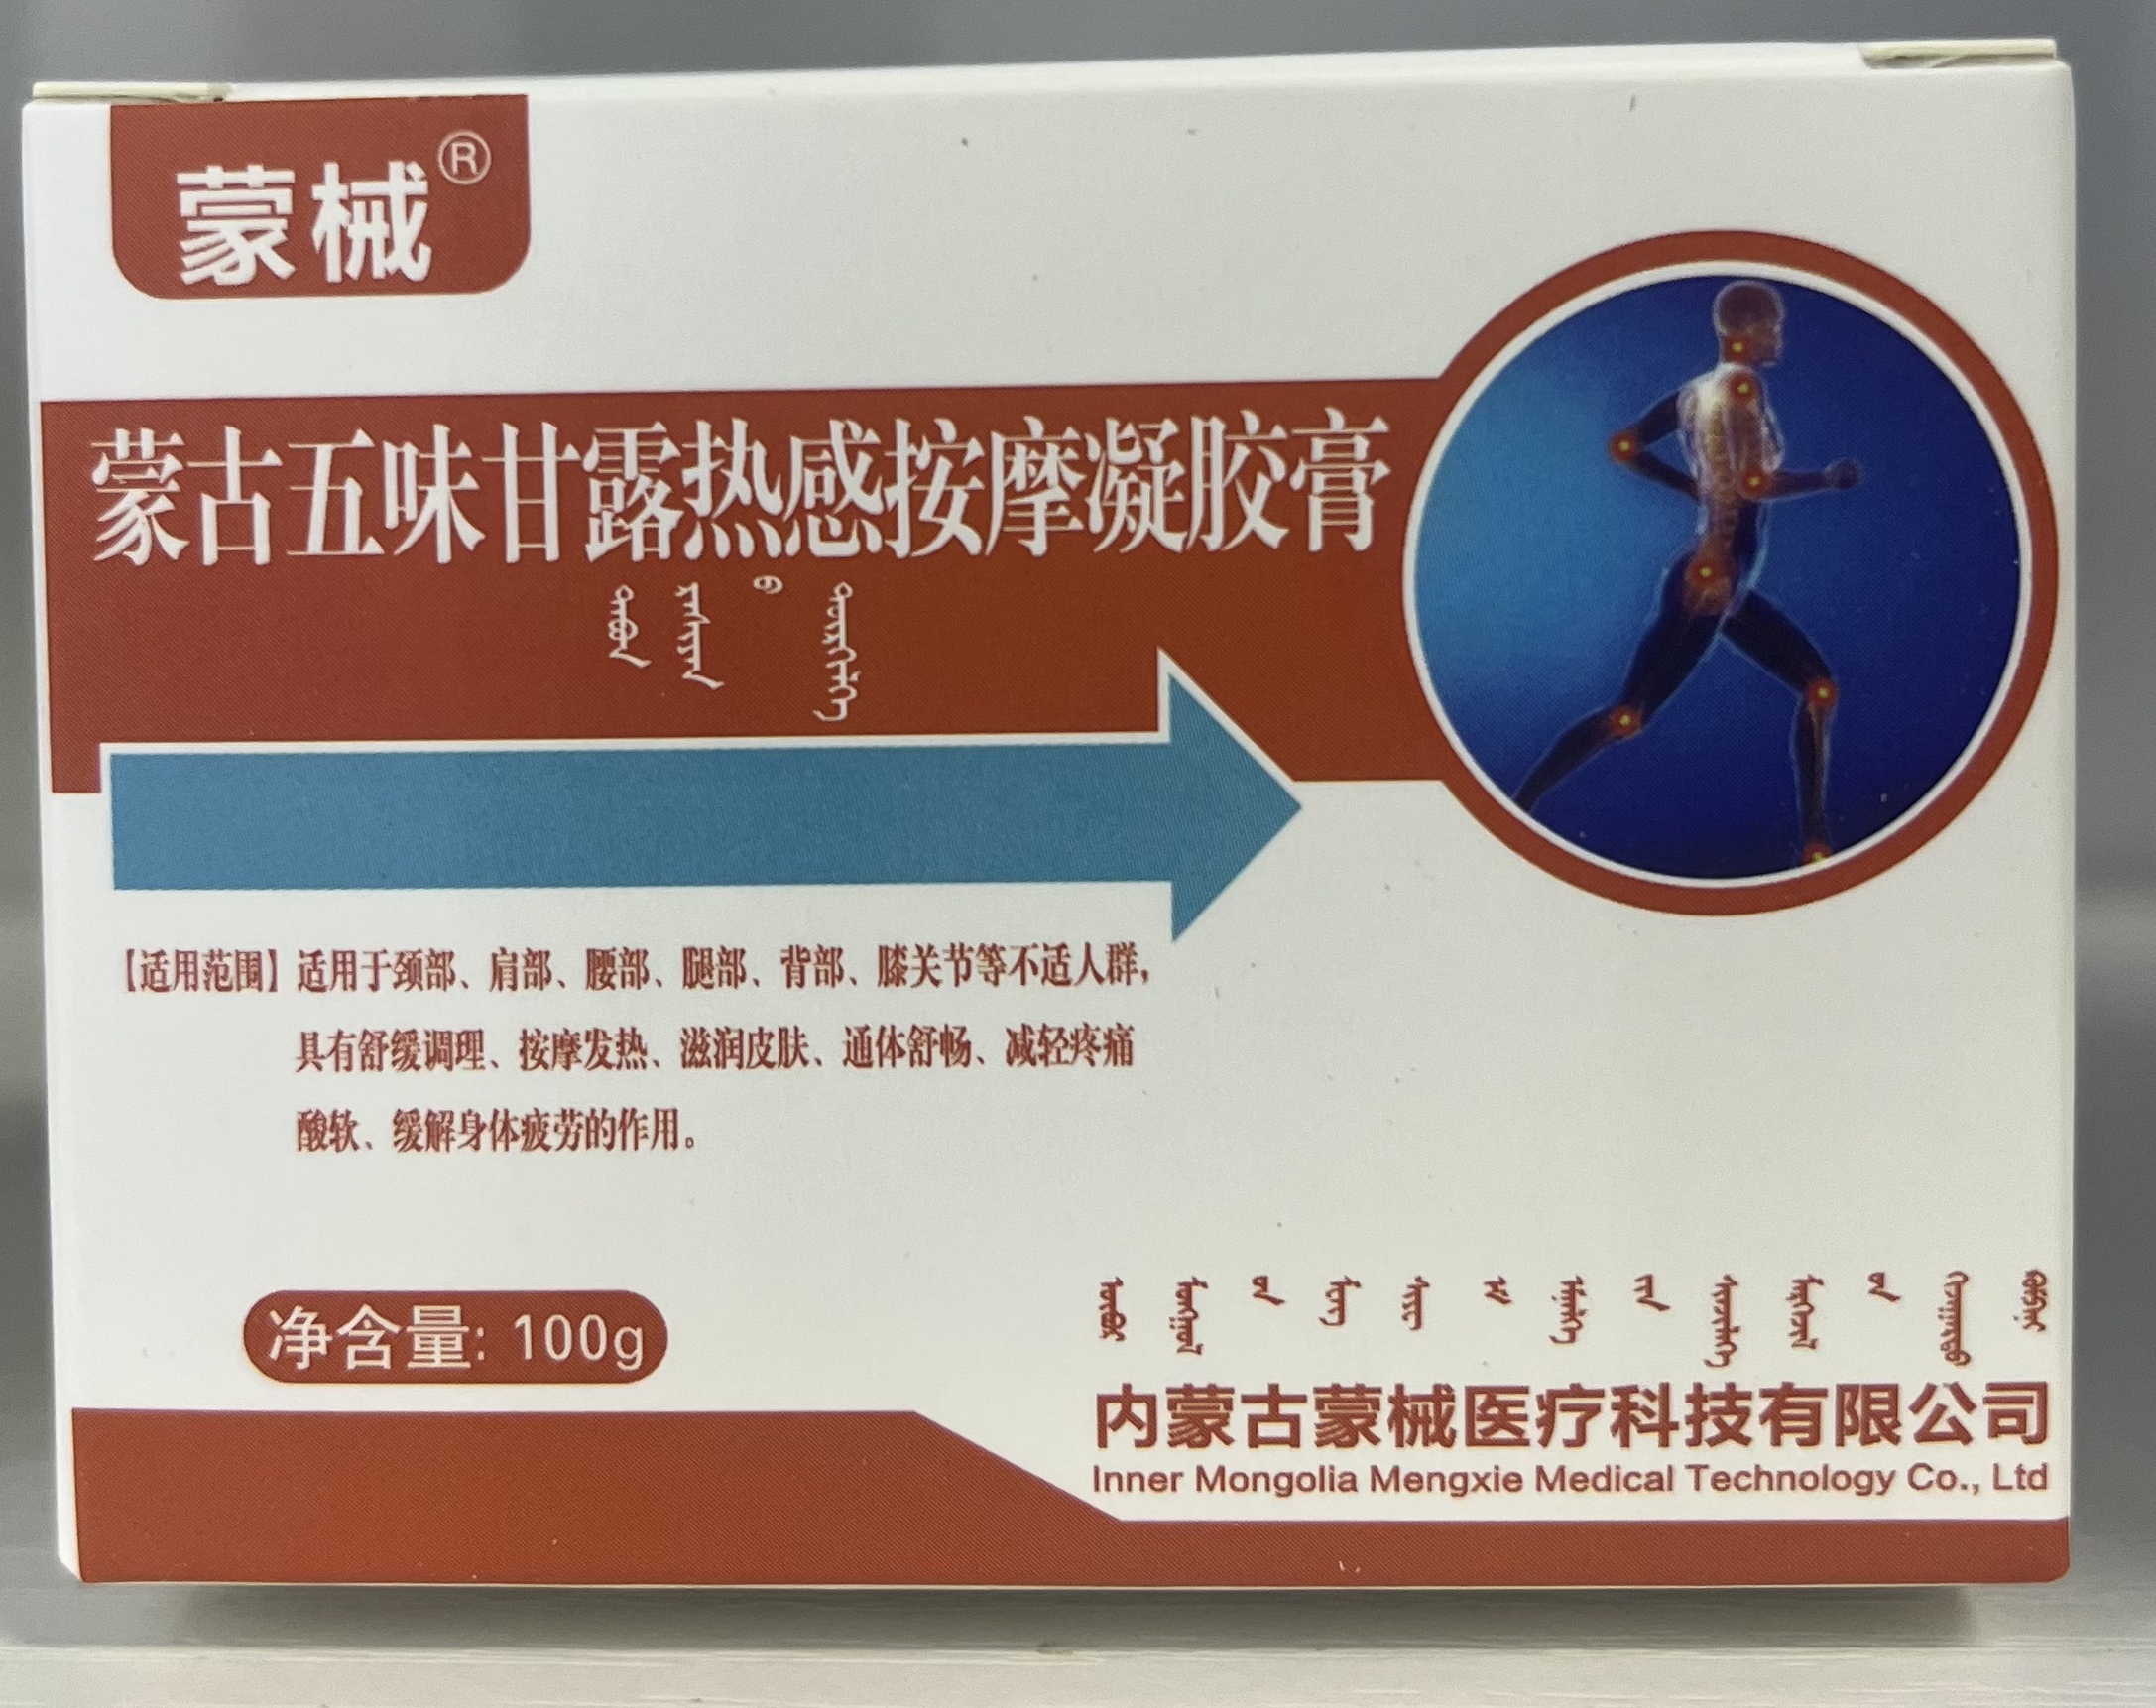 蒙械®
蒙古五味甘露热感按摩凝胶膏
【适用范围】适用于颈部、肩部、腰部、腿部、背部、膝关节等不适人群，
具有舒缓调理、按摩发热、滋润皮肤、通体舒畅、减轻疼痛
酸软、缓解身体疲劳的作用。
净含量: 100g
内蒙古蒙械医疗科技有限公司
Inner Mongolia Mengxie Medical Technology Co., Ltd